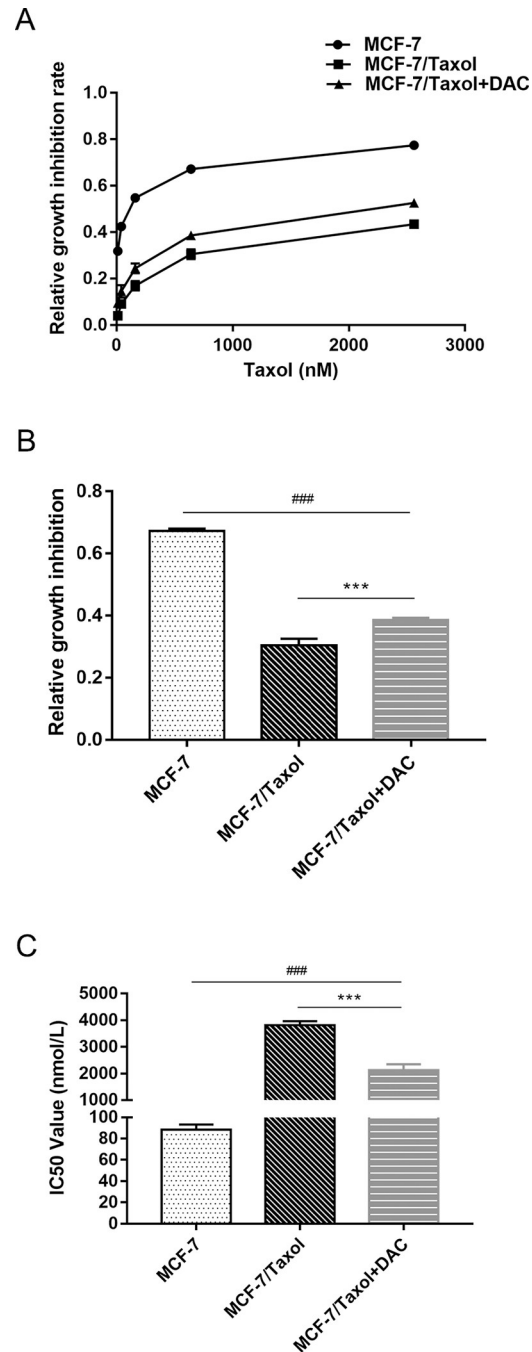 A
MCF-7
MCF-7/Taxol
MCF-7/Taxol+DAC
Relative growth inhibition rate
1.0
0.8
0.6
0.4
0.2
0.0
0
1000
2000
3000
Taxol (nM)
B
Relative growth inhibition
0.8
0.6
0.4
0.2
0.0
###
***
MCF-7
MCF-7/Taxol
MCF-7/Taxol+DAC
C
IC50 Value (nmol/L)
5000
4000
3000
2000
1000
100
80
60
40
20
0
###
***
MCF-7
MCF-7/Taxol
MCF-7/Taxol+DAC